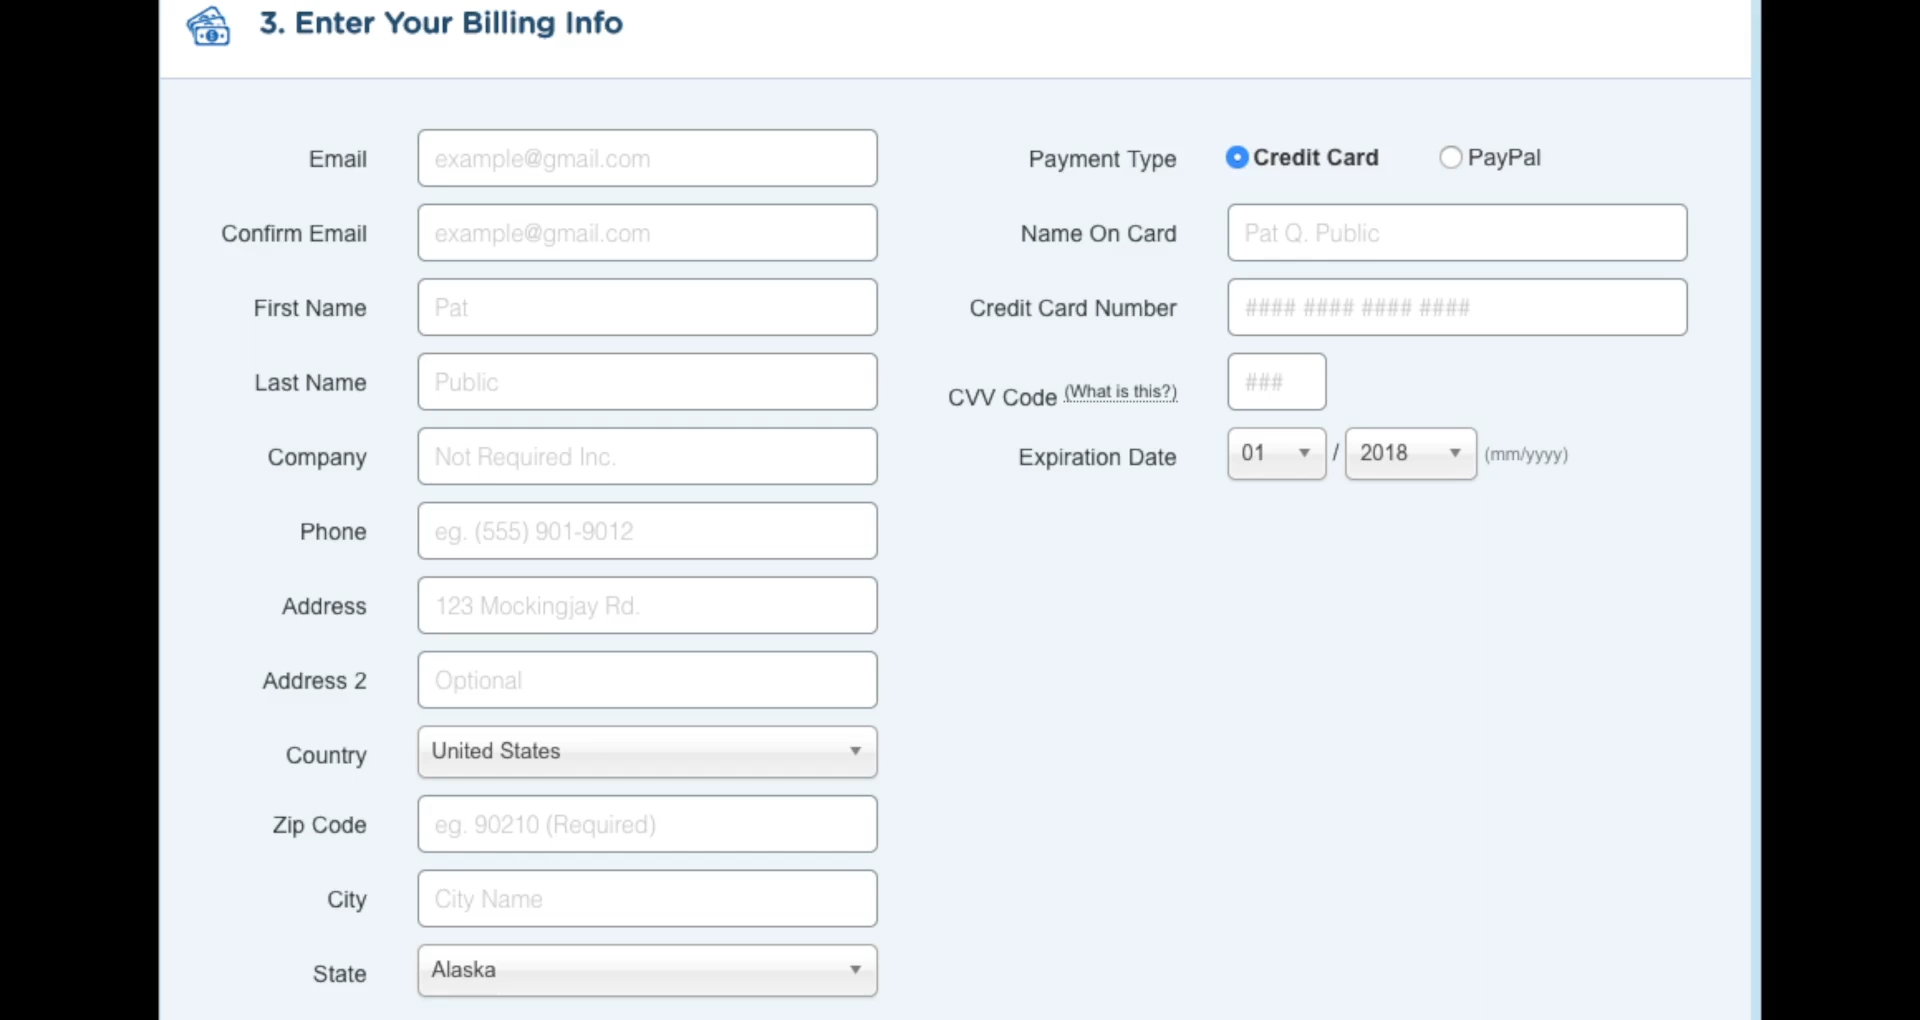 3. Enter Your Billing Info
Email
example@gmail.com
Confirm Email
example@gmail.com
First Name
Pat
Last Name
Public
Company
Not Required Inc.
Phone
eg. (555) 901-9012
Address
123 Mockingjay Rd.
Address 2
Optional
Country
United States
Zip Code
eg. 90210 (Required)
City
City Name
State
Alaska
Payment Type
Credit Card
PayPal
Name On Card
Pat Q. Public
Credit Card Number
#### #### #### ####
CVV Code (What is this?)
###
Expiration Date
01 / 2018 (mm/yyyy)